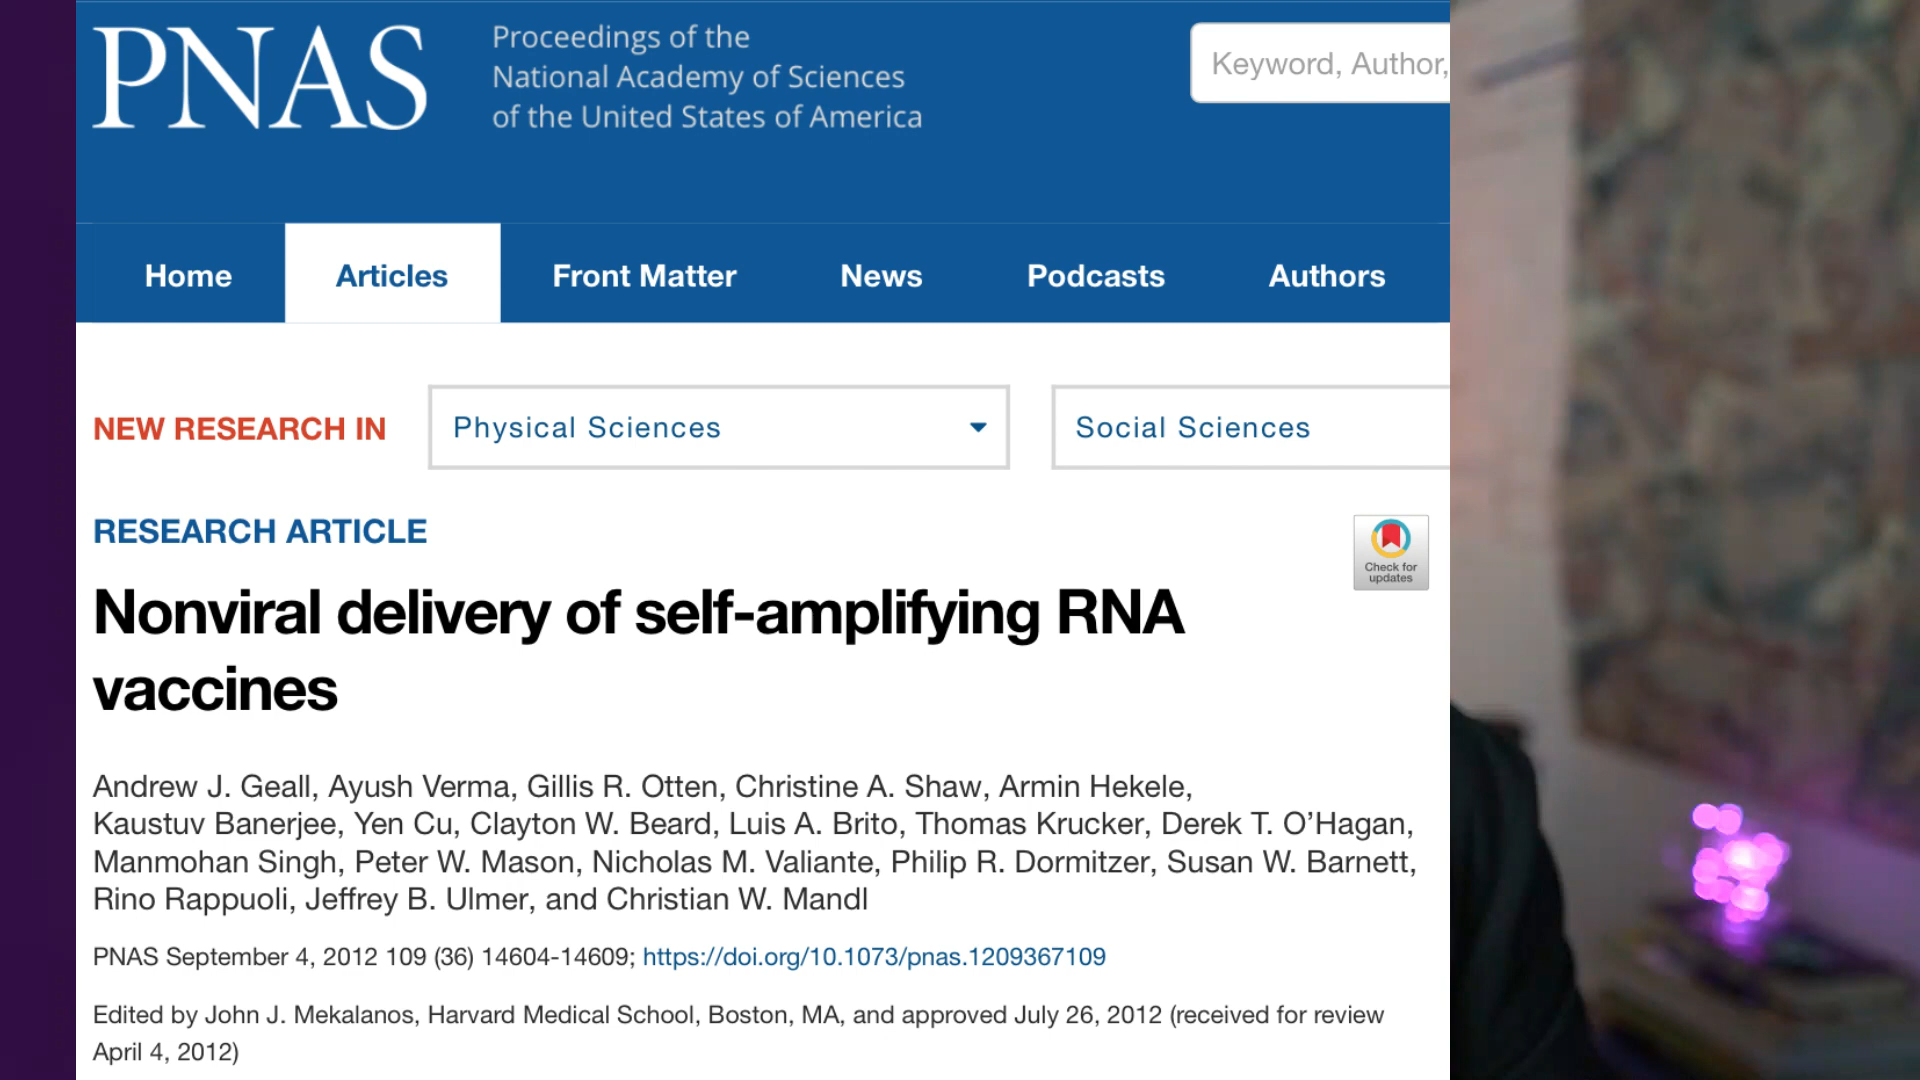 PNAS
Proceedings of the
National Academy of Sciences
of the United States of America
Keyword, Author,
Home
Articles
Front Matter
News
Podcasts
Authors
NEW RESEARCH IN
Physical Sciences
Social Sciences
RESEARCH ARTICLE
Check for
updates
Nonviral delivery of self-amplifying RNA
vaccines
Andrew J. Geall, Ayush Verma, Gillis R. Otten, Christine A. Shaw, Armin Hekele,
Kaustuv Banerjee, Yen Cu, Clayton W. Beard, Luis A. Brito, Thomas Krucker, Derek T. O’Hagan,
Manmohan Singh, Peter W. Mason, Nicholas M. Valiante, Philip R. Dormitzer, Susan W. Barnett,
Rino Rappuoli, Jeffrey B. Ulmer, and Christian W. Mandl
PNAS September 4, 2012 109 (36) 14604-14609; https://doi.org/10.1073/pnas.1209367109
Edited by John J. Mekalanos, Harvard Medical School, Boston, MA, and approved July 26, 2012 (received for review
April 4, 2012)